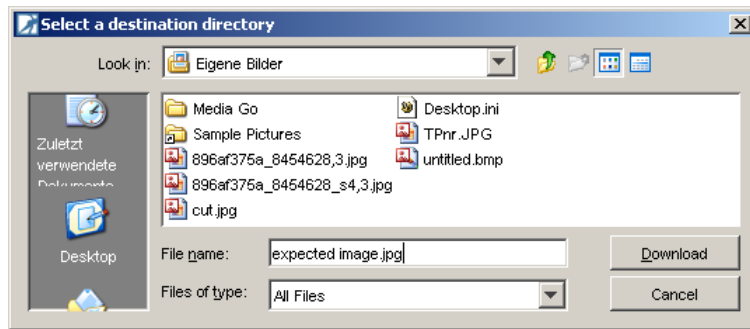 Select a destination directory
Look in: Eigene Bilder
Zuletzt
verwendete
Dokumente
Desktop
Media Go
Sample Pictures
896af375a_8454628,3.jpg
896af375a_8454628_s4,3.jpg
cut.jpg
Desktop.ini
TPnr.JPG
untitled.bmp
File name: expected image.jpg
Download
Files of type: All Files
Cancel